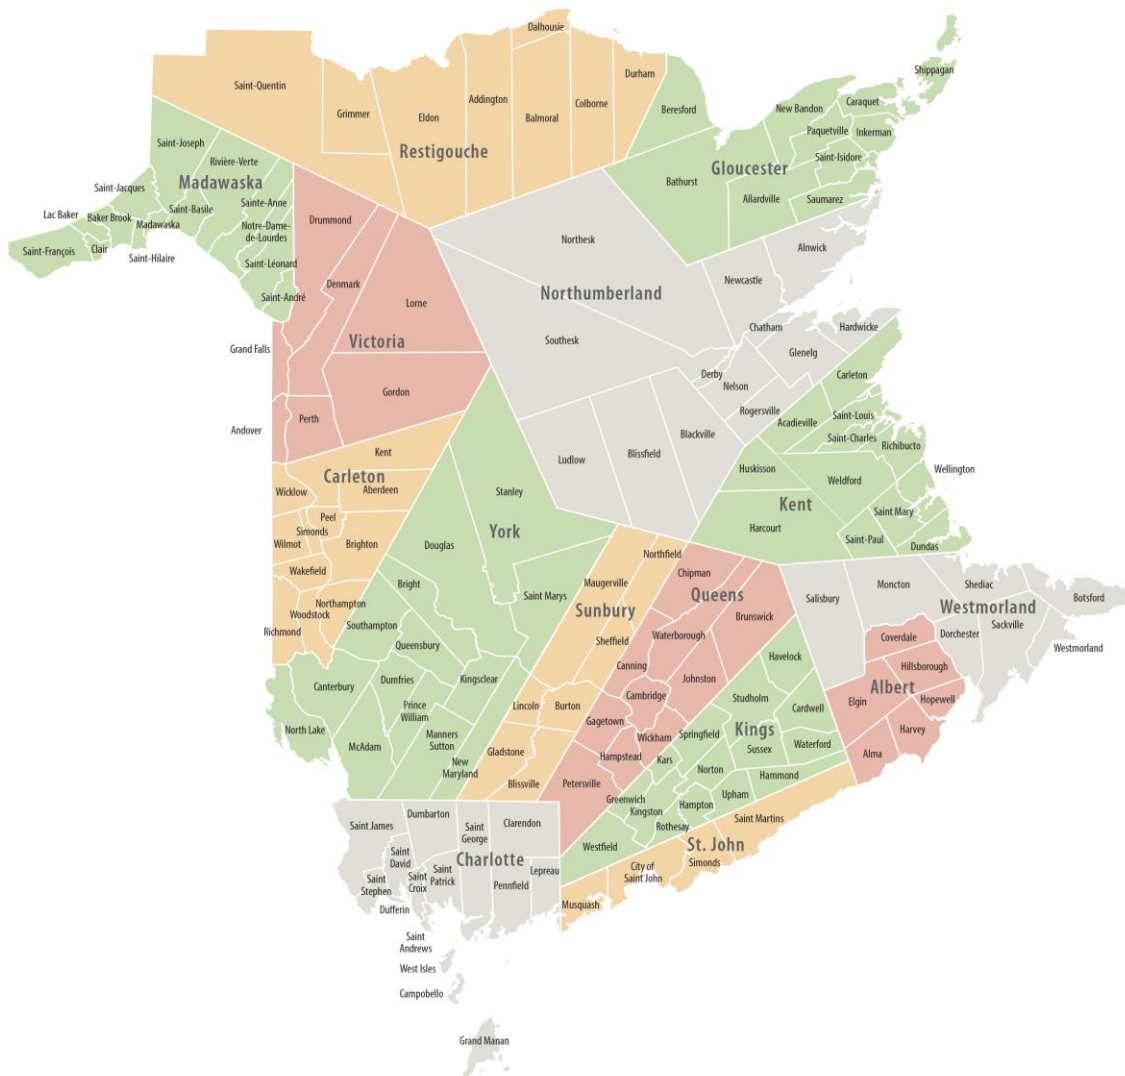 Dalhousie
Shippagan
Saint-Quentin
Durham
Addington
Colborne
Beresford
New Bandon
Caraquet
Grimmer
Eldon
Balmoral
Paquetville
Inkerman
Saint-Joseph
Restigouche
Rivière-Verte
Saint-Isidore
Gloucester
Bathurst
Madawaska
Saint-Jacques
Allardville
Saumarez
Saint-Basile
Sainte-Anne
Lac Baker
Baker Brook
Madawaska
Drummond
Notre-Dame-
de-Lourdes
Saint-François
Clair
Saint-Hilaire
Northesk
Alnwick
Saint-Léonard
Newcastle
Denmark
Saint-André
Northumberland
Lorne
Chatham
Hardwicke
Grand Falls
Victoria
Southesk
Glenelg
Derby
Nelson
Carleton
Gordon
Rogersville
Saint-Louis
Acadieville
Perth
Andover
Blackville
Saint-Charles
Richibucto
Kent
Blissfield
Ludlow
Huskisson
Wellington
Carleton
Weldford
Wicklow
Aberdeen
Stanley
Kent
Saint Mary
Peel
Simonds
York
Harcourt
Saint-Paul
Wilmot
Brighton
Douglas
Dundas
Northfield
Wakefield
Bright
Maugerville
Chipman
Moncton
Shediac
Saint Marys
Queens
Salisbury
Botsford
Northampton
Woodstock
Sunbury
Brunswick
Westmorland
Southampton
Sackville
Richmond
Queensbury
Sheffield
Waterborough
Coverdale
Dorchester
Westmorland
Canning
Havelock
Kingsclear
Hillsborough
Canterbury
Dumfries
Johnston
Albert
Cambridge
Studholm
Elgin
Hopewell
Prince
William
Lincoln
Burton
Cardwell
Gagetown
North Lake
Manners
Sutton
Wickham
Springfield
Kings
Harvey
McAdam
Gladstone
Hampstead
Sussex
Waterford
Alma
Kars
New
Maryland
Blissville
Petersville
Norton
Hammond
Greenwich
Kingston
Hampton
Upham
Dumbarton
Rothesay
Saint Martins
Saint James
Saint
George
Clarendon
Westfield
St. John
Saint
David
Charlotte
City of
Saint John
Simonds
Saint
Stephen
Saint
Croix
Saint
Patrick
Pennfield
Lepreau
Musquash
Dufferin
Saint
Andrews
West Isles
Campobello
Grand Manan